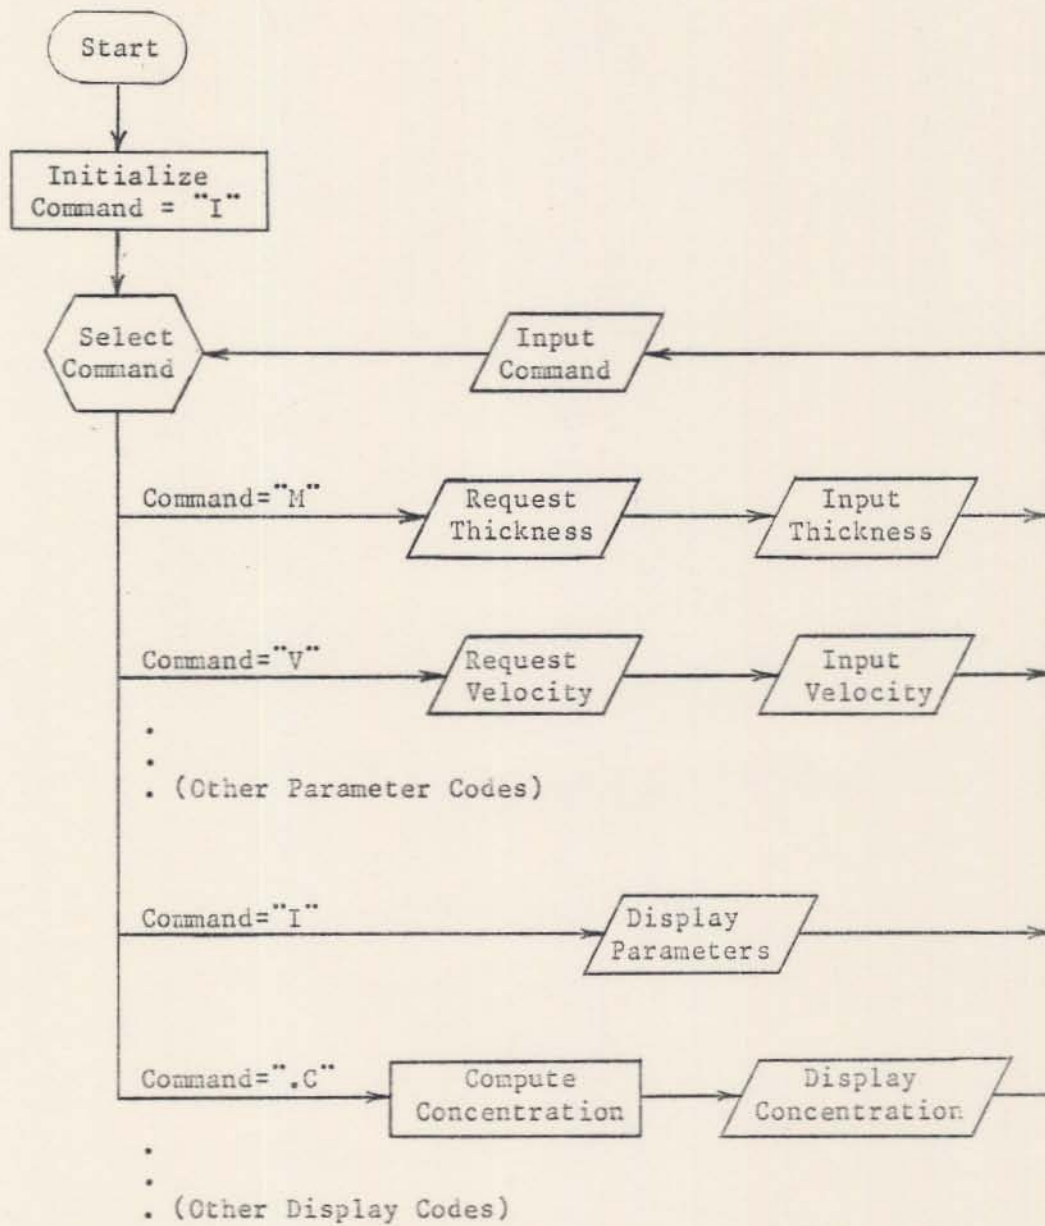 Start
Initialize
Command = "I"
Select
Command
Input
Command
Command="M"
Request
Thickness
Input
Thickness
Command="V"
Request
Velocity
Input
Velocity
.
.
. (Other Parameter Codes)
Command="I"
Display
Parameters
Command=".C"
Compute
Concentration
Display
Concentration
.
.
. (Other Display Codes)